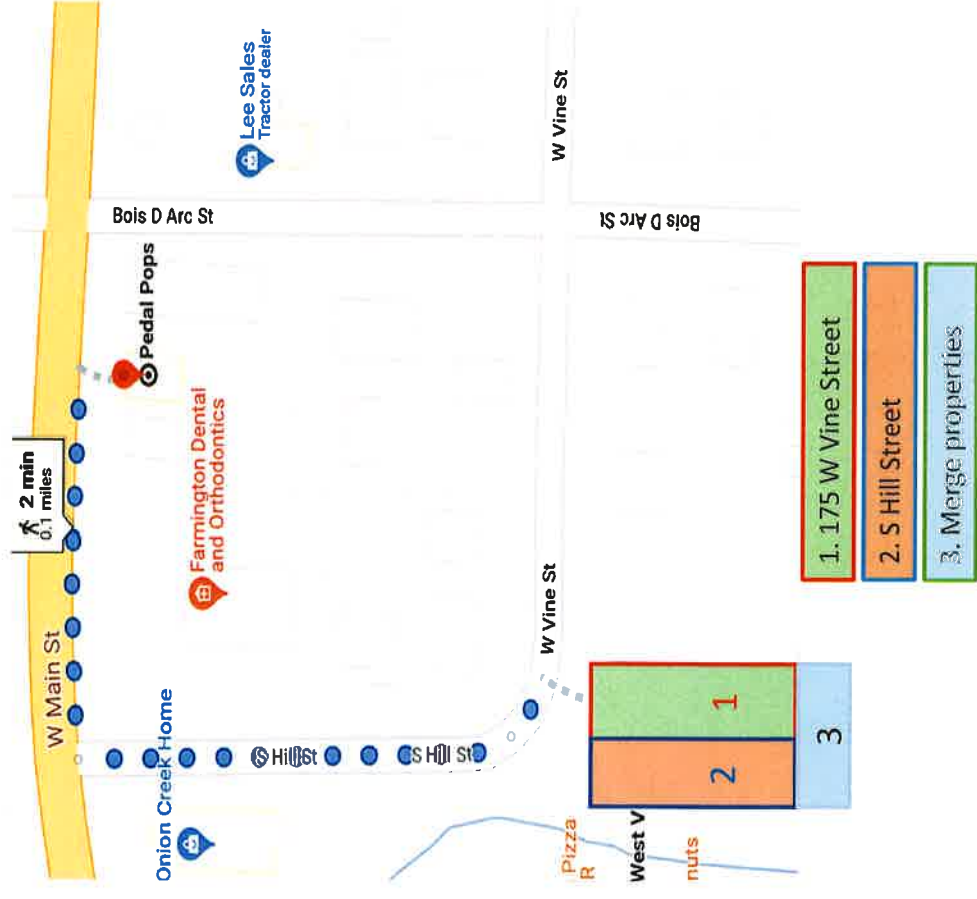 W Main St
2 min
0.1 miles
Onion Creek Home
Farmington Dental
and Orthodontics
Pedal Pops
Lee Sales
Tractor dealer
Bois D Arc St
Bois D Arc St
S Hill St
S Hill St
W Vine St
W Vine St
Pizza
R
West V
nuts
2
1
3
1. 175 W Vine Street
2. S Hill Street
3. Merge properties